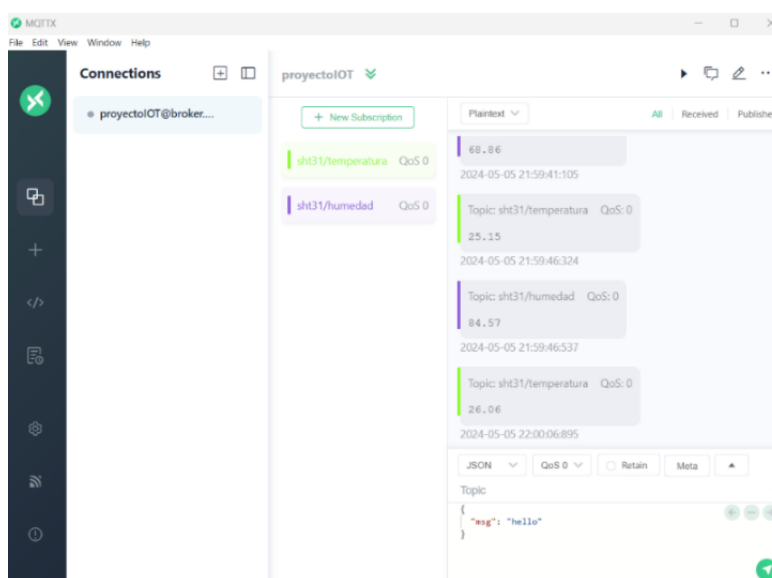 MQTTX
File Edit View Window Help
Connections
proyectoIOT@broker....
proyectoIOT
+ New Subscription
sht31/temperatura QoS 0
sht31/humedad QoS 0
Plaintext
All Received Publishe
68.86
2024-05-05 21:59:41:105
Topic: sht31/temperatura QoS: 0
25.15
2024-05-05 21:59:46:324
Topic: sht31/humedad QoS: 0
84.57
2024-05-05 21:59:46:537
Topic: sht31/temperatura QoS: 0
26.06
2024-05-05 22:00:06:895
JSON QoS 0 Retain Meta
Topic
{
"msg": "hello"
}